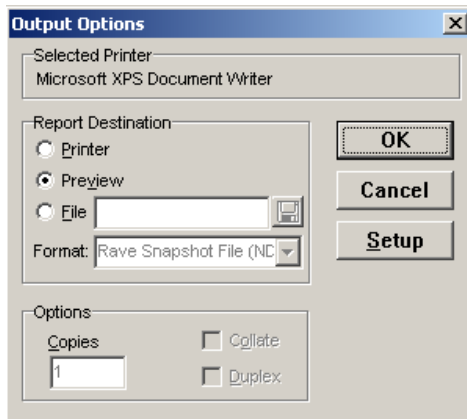 Output Options
Selected Printer
Microsoft XPS Document Writer
Report Destination
Printer
Preview
File
Format: Rave Snapshot File (ND
OK
Cancel
Setup
Options
Copies
1
Collate
Duplex